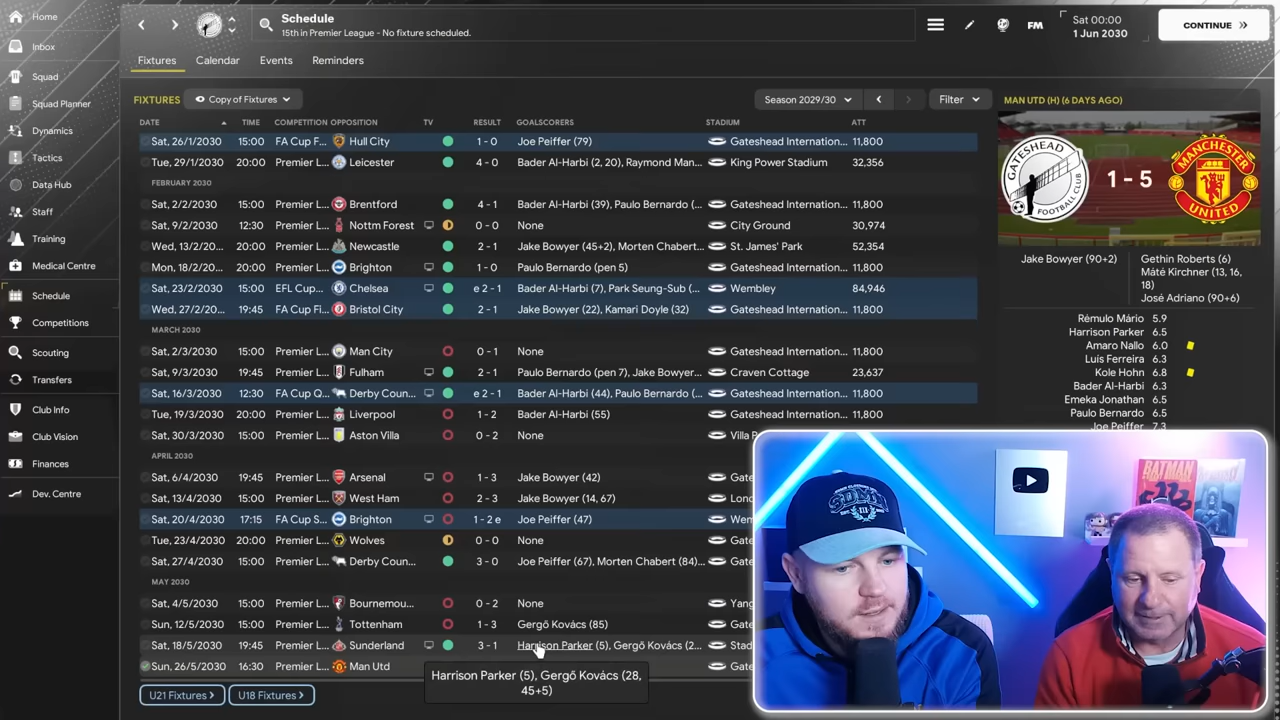 Home
Inbox
Squad
Squad Planner
Dynamics
Tactics
Data Hub
Staff
Training
Medical Centre
Schedule
Competitions
Scouting
Transfers
Club Info
Club Vision
Finances
Dev. Centre
Schedule
15th in Premier League - No fixture scheduled.
FM
Sat 00:00
1 Jun 2030
CONTINUE
Fixtures Calendar Events Reminders
FIXTURES Copy of Fixtures Season 2029/30 Filter
DATE TIME COMPETITION OPPOSITION TV RESULT GOALSCORERS STADIUM ATT
Sat, 26/1/2030 15:00 FA Cup F... Hull City 1 - 0 Joe Peiffer (79) Gateshead Internation... 11,800
Tue, 29/1/2030 20:00 Premier L... Leicester 4 - 0 Bader Al-Harbi (2, 20), Raymond Man... King Power Stadium 32,356
FEBRUARY 2030
Sat, 2/2/2030 15:00 Premier L... Brentford 4 - 1 Bader Al-Harbi (39), Paulo Bernardo (... Gateshead Internation... 11,800
Sat, 9/2/2030 12:30 Premier L... Nottm Forest 0 - 0 None City Ground 30,974
Wed, 13/2/20... 20:00 Premier L... Newcastle 2 - 1 Jake Bowyer (45+2), Morten Chabert... St. James' Park 52,354
Mon, 18/2/20... 20:00 Premier L... Brighton 1 - 0 Paulo Bernardo (pen 5) Gateshead Internation... 11,800
Sat, 23/2/2030 15:00 EFL Cup... Chelsea e 2 - 1 Bader Al-Harbi (7), Park Seung-Sub (... Wembley 84,946
Wed, 27/2/20... 19:45 FA Cup Fi... Bristol City 2 - 1 Jake Bowyer (22), Kamari Doyle (32) Gateshead Internation... 11,800
MARCH 2030
Sat, 2/3/2030 15:00 Premier L... Man City 0 - 1 None Gateshead Internation... 11,800
Sat, 9/3/2030 19:45 Premier L... Fulham 2 - 1 Paulo Bernardo (pen 7), Jake Bowyer... Craven Cottage 23,637
Sat, 16/3/2030 12:30 FA Cup Q... Derby Coun... e 2 - 1 Bader Al-Harbi (44), Paulo Bernardo (... Gateshead Internation... 11,800
Tue, 19/3/2030 20:00 Premier L... Liverpool 1 - 2 Bader Al-Harbi (55) Gateshead Internation... 11,800
Sat, 30/3/2030 15:00 Premier L... Aston Villa 0 - 2 None Villa P
APRIL 2030
Sat, 6/4/2030 19:45 Premier L... Arsenal 1 - 3 Jake Bowyer (42) Gate
Sat, 13/4/2030 15:00 Premier L... West Ham 2 - 3 Jake Bowyer (14, 67) Lon
Sat, 20/4/2030 17:15 FA Cup S... Brighton 1 - 2 e Joe Peiffer (47) Wem
Tue, 23/4/2030 20:00 Premier L... Wolves 0 - 0 None Gate
Sat, 27/4/2030 15:00 Premier L... Derby Coun... 3 - 0 Joe Peiffer (67), Morten Chabert (84)... Gate
MAY 2030
Sat, 4/5/2030 15:00 Premier L... Bournemou... 0 - 2 None Yang
Sun, 12/5/2030 15:00 Premier L... Tottenham 1 - 3 Gergő Kovács (85) Gate
Sat, 18/5/2030 19:45 Premier L... Sunderland 3 - 1 Harrison Parker (5), Gergő Kovács (2... Stad
Sun, 26/5/2030 16:30 Premier L... Man Utd Gate
Harrison Parker (5), Gergő Kovács (28,
45+5)
U21 Fixtures > U18 Fixtures >
MAN UTD (H) (6 DAYS AGO)
GATESHEAD
FOOTBALL CLUB
1 - 5
MANCHESTER
UNITED
Jake Bowyer (90+2)
Gethin Roberts (6)
Máté Kirchner (13, 16,
18)
José Adriano (90+6)
Rèmulo Mário 5.9
Harrison Parker 6.5
Amaro Nallo 6.0
Luís Ferreira 6.3
Kole Hohn 6.8
Bader Al-Harbi 6.3
Emeka Jonathan 6.5
Paulo Bernardo 6.5
Joe Peiffer 7.3
BATMAN